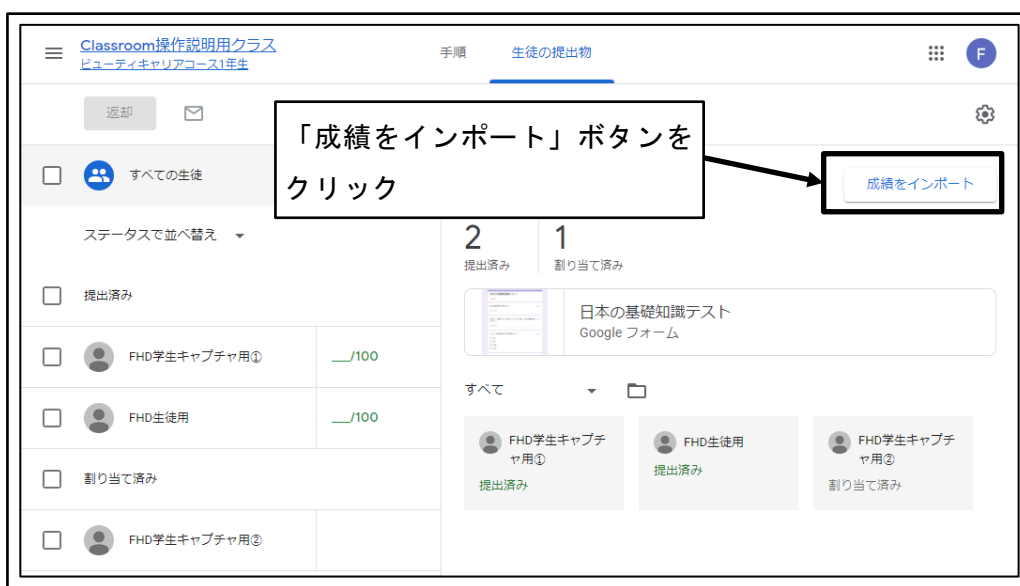 Classroom操作説明用クラス
ビューティキャリアコース1年生
手順
生徒の提出物
F
返却
「成績をインポート」ボタンを
クリック
すべての生徒
成績をインポート
ステータスで並べ替え
2
提出済み
1
割り当て済み
提出済み
日本の基礎知識テスト
Google フォーム
FHD学生キャプチャ用①
__/100
すべて
FHD生徒用
__/100
FHD学生キャプチ
ャ用①
提出済み
FHD生徒用
提出済み
FHD学生キャプチ
ャ用②
割り当て済み
割り当て済み
FHD学生キャプチャ用②